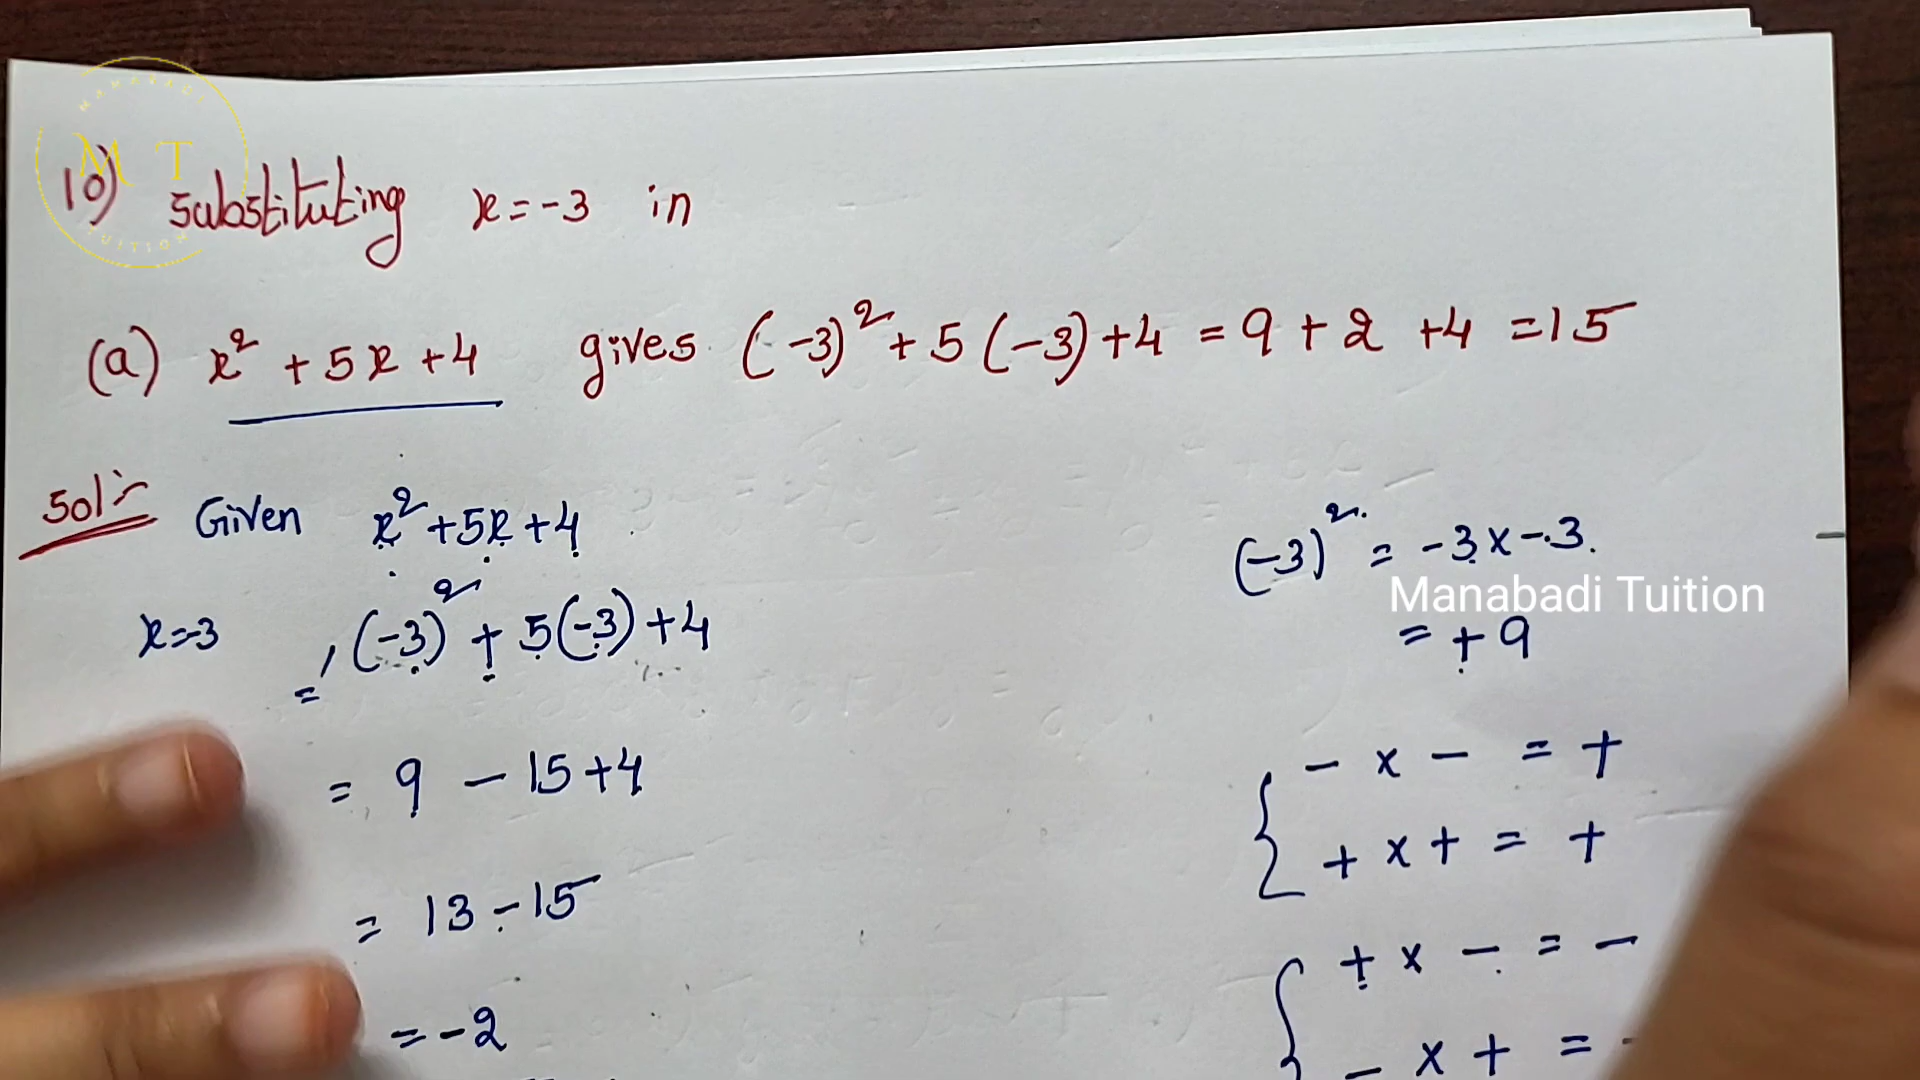 MANABADI
M T
TUITION
10) Substituting x=-3 in
(a) x² + 5x + 4 gives (-3)² + 5(-3) + 4 = 9 + 2 + 4 = 15
Sol:- Given x² + 5x + 4
x=-3 = (-3)² + 5(-3) + 4
= 9 - 15 + 4
= 13 - 15
= -2
(-3)² = -3 x -3
Manabadi Tuition
= + 9
- x - = +
+ x + = +
+ x - = -
- x + = -